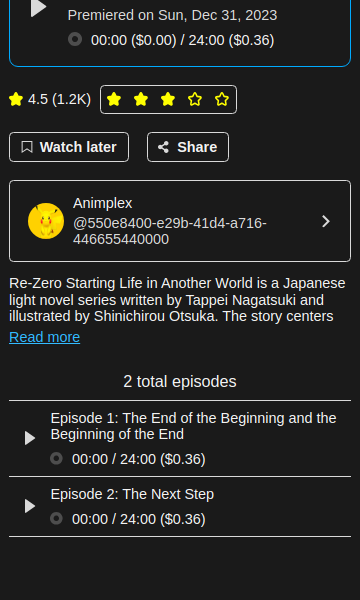 Premiered on Sun, Dec 31, 2023
00:00 ($0.00) / 24:00 ($0.36)
4.5 (1.2K)
Watch later
Share
Animplex
@550e8400-e29b-41d4-a716-
446655440000
Re-Zero Starting Life in Another World is a Japanese
light novel series written by Tappei Nagatsuki and
illustrated by Shinichirou Otsuka. The story centers
Read more
2 total episodes
Episode 1: The End of the Beginning and the
Beginning of the End
00:00 / 24:00 ($0.36)
Episode 2: The Next Step
00:00 / 24:00 ($0.36)